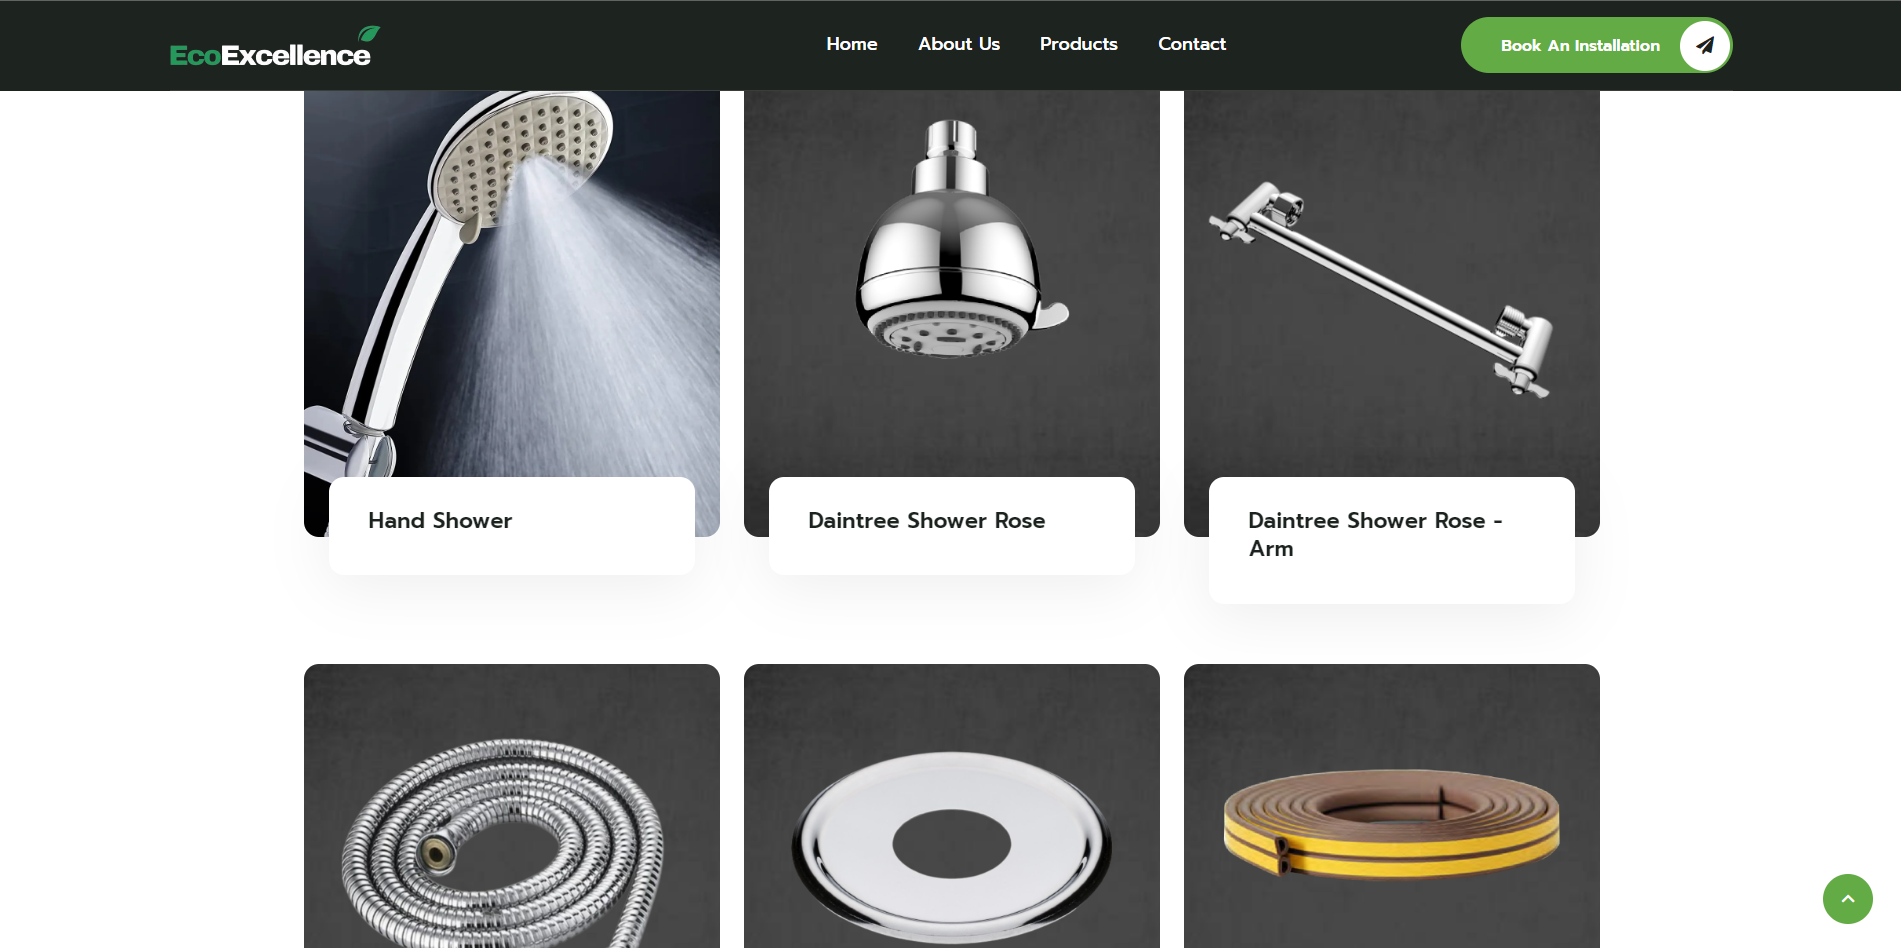 EcoExcellence
Home
About Us
Products
Contact
Book An Installation
Hand Shower
Daintree Shower Rose
Daintree Shower Rose -
Arm